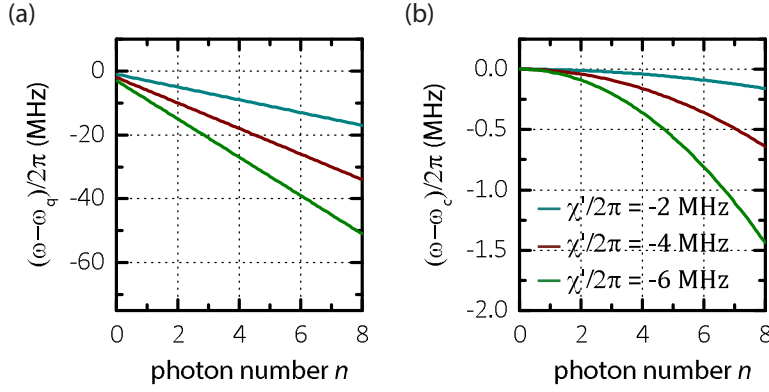 (a)
(ω−ω_q)/2π (MHz)
0
-20
-40
-60
0 2 4 6 8
photon number n
(b)
(ω−ω_c)/2π (MHz)
0.0
-0.5
-1.0
-1.5
-2.0
χ'/2π = -2 MHz
χ'/2π = -4 MHz
χ'/2π = -6 MHz
0 2 4 6 8
photon number n